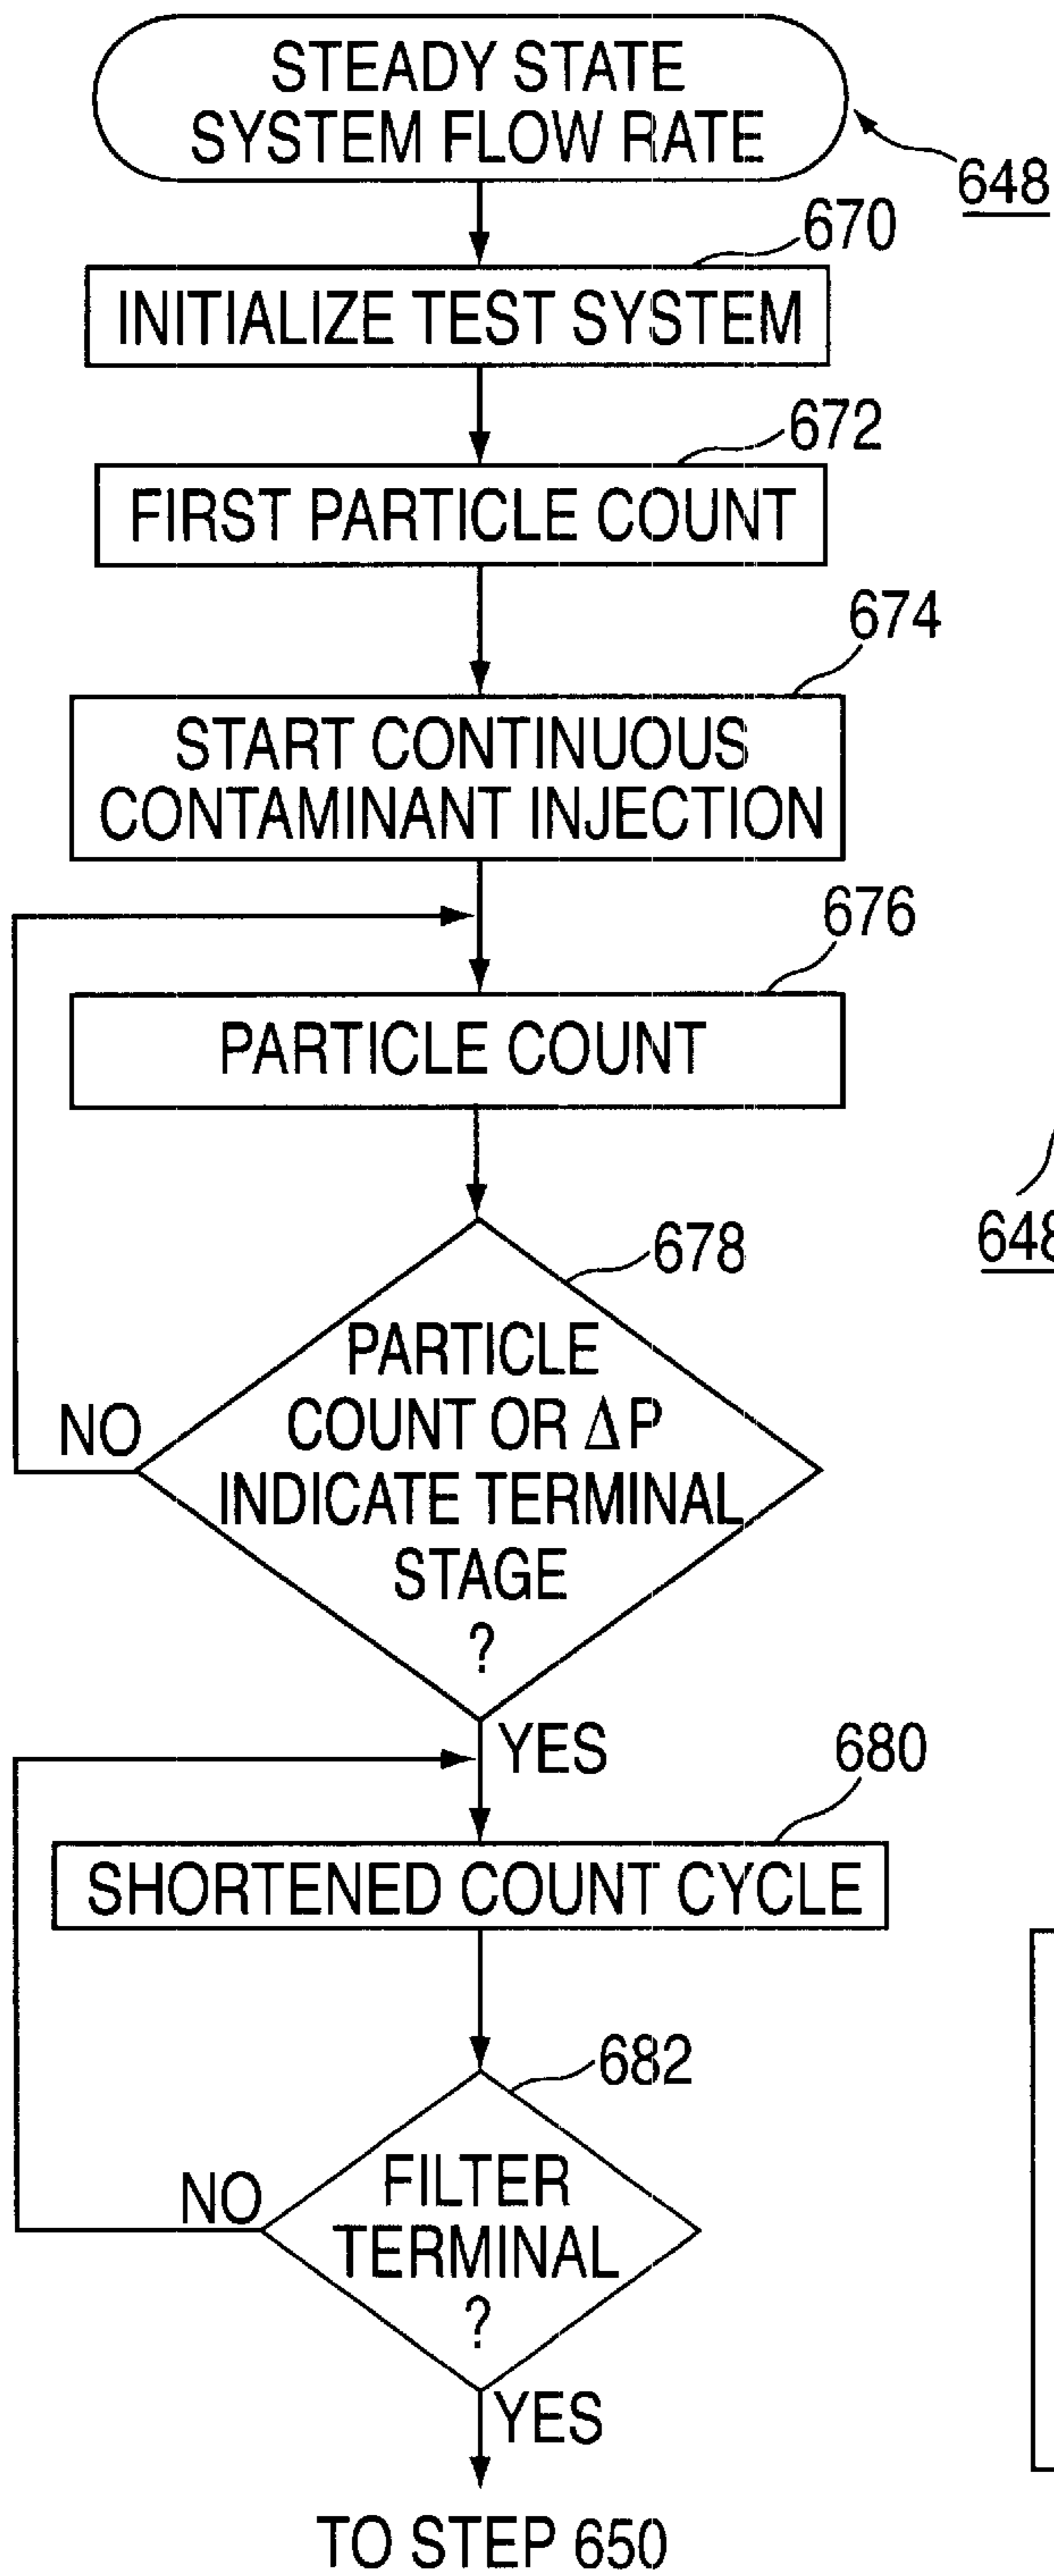 STEADY STATE
SYSTEM FLOW RATE
648
670
INITIALIZE TEST SYSTEM
672
FIRST PARTICLE COUNT
674
START CONTINUOUS
CONTAMINANT INJECTION
676
PARTICLE COUNT
648
678
PARTICLE
COUNT OR ΔP
INDICATE TERMINAL
STAGE
?
NO
YES
680
SHORTENED COUNT CYCLE
682
FILTER
TERMINAL
?
NO
YES
TO STEP 650